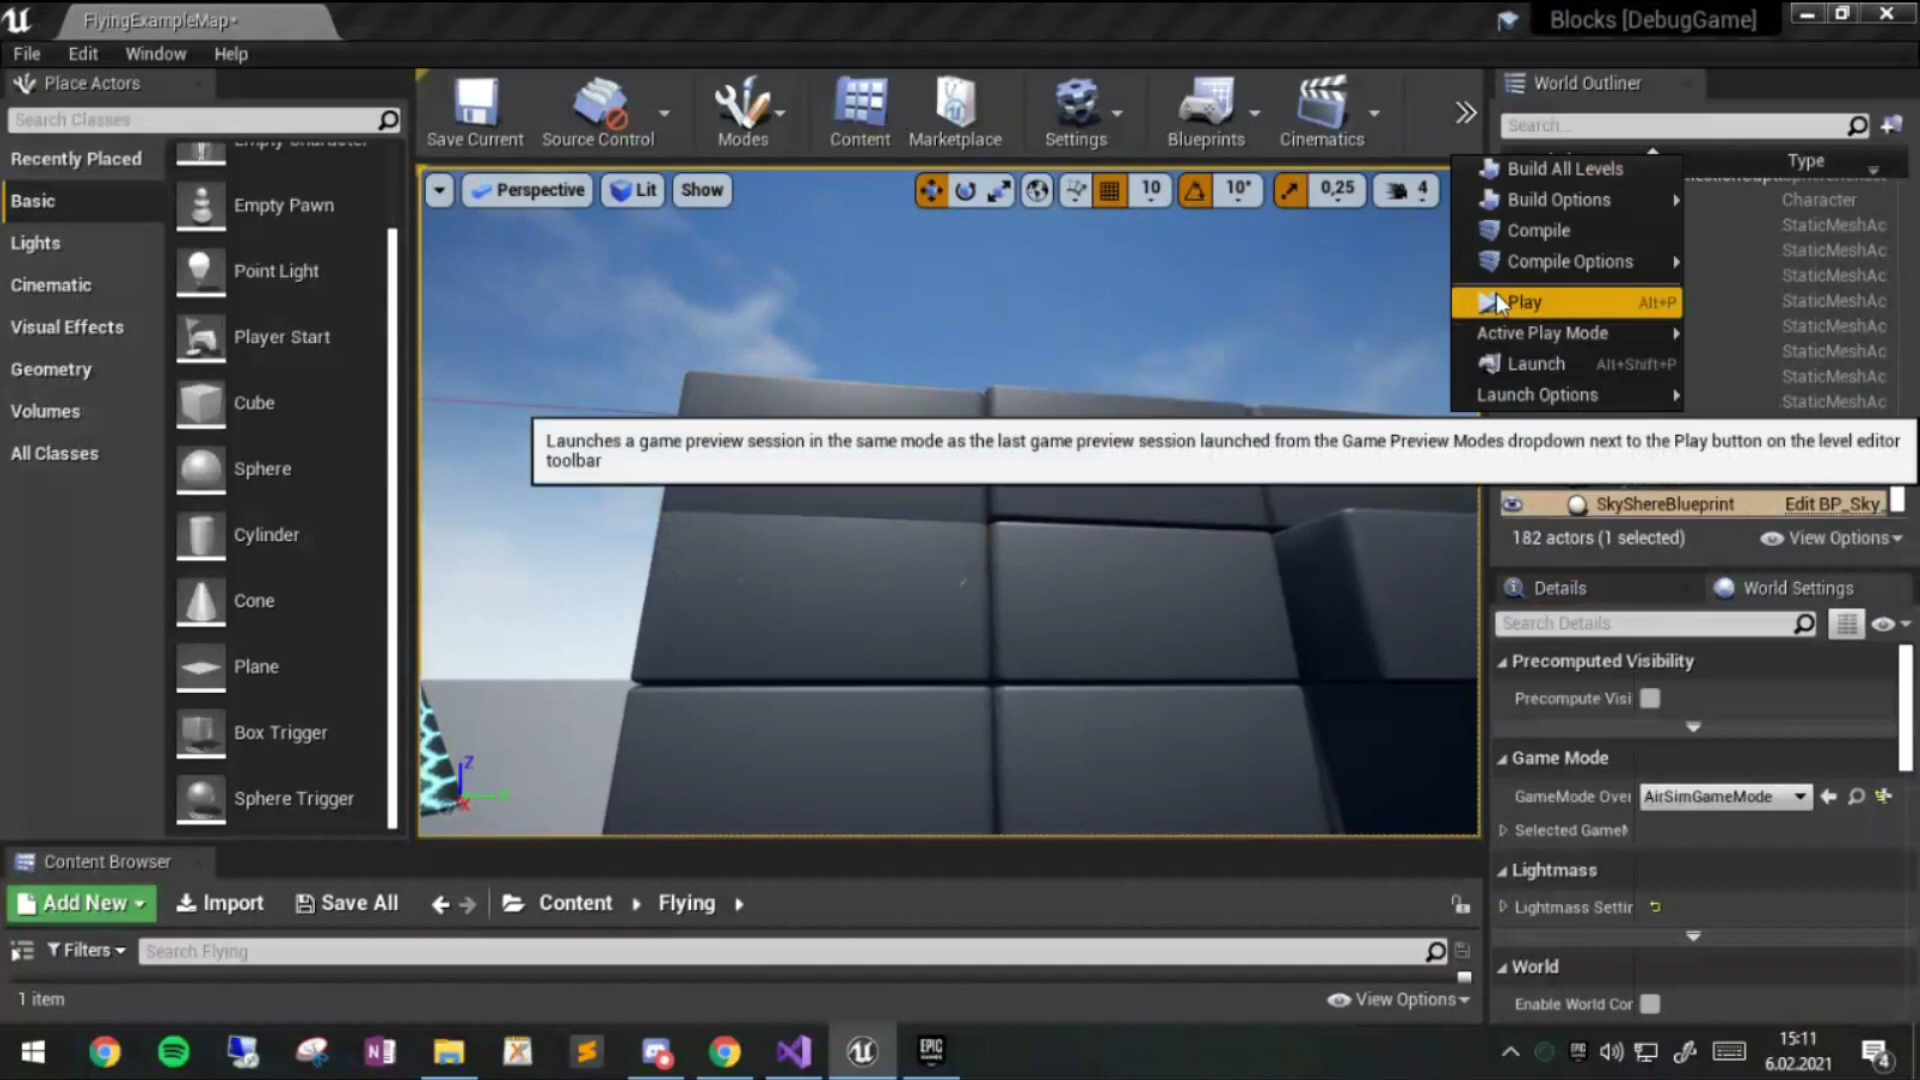 FlyingExampleMap*
Blocks [DebugGame]
File Edit Window Help
Place Actors
Search Classes
Recently Placed
Basic
Lights
Cinematic
Visual Effects
Geometry
Volumes
All Classes
Empty Character
Empty Pawn
Point Light
Player Start
Cube
Sphere
Cylinder
Cone
Plane
Box Trigger
Sphere Trigger
Save Current
Source Control
Modes
Content
Marketplace
Settings
Blueprints
Cinematics
Perspective
Lit
Show
10
10°
0,25
4
Build All Levels
Build Options
Compile
Compile Options
Play Alt+P
Active Play Mode
Launch Alt+Shift+P
Launch Options
Launches a game preview session in the same mode as the last game preview session launched from the Game Preview Modes dropdown next to the Play button on the level editor
toolbar
Z
X
World Outliner
Search...
Type
Character
StaticMeshAc
StaticMeshAc
StaticMeshAc
StaticMeshAc
StaticMeshAc
StaticMeshAc
StaticMeshAc
StaticMeshAc
SkyShereBlueprint Edit BP_Sky_
182 actors (1 selected) View Options
Details
World Settings
Search Details
Precomputed Visibility
Precompute Visi
Game Mode
GameMode Over AirSimGameMode
Selected GameM
Lightmass
Lightmass Settin
World
Enable World Cor
Content Browser
Add New
Import
Save All
Content
Flying
Filters
Search Flying
1 item
View Options
EPIC
GAMES
15:11
6.02.2021
4